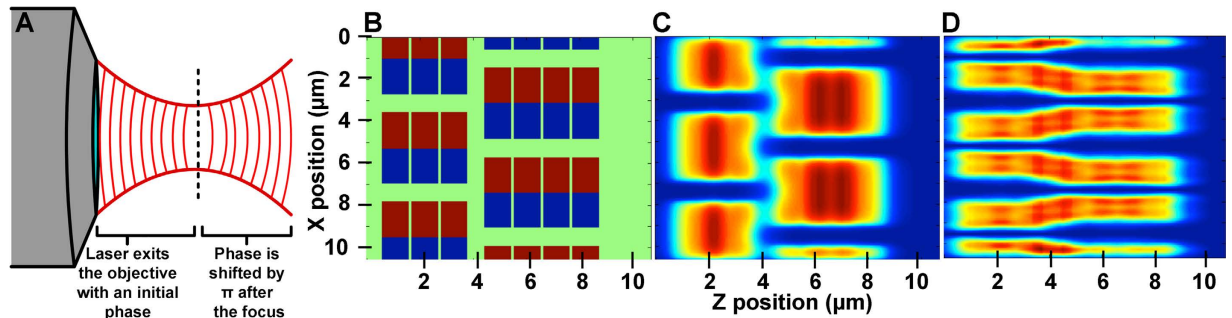 A
B
C
D
Laser exits
the objective
with an initial
phase
Phase is
shifted by
π after
the focus
X position (µm)
0
2
4
6
8
10
2 4 6 8 10
2 4 6 8 10
2 4 6 8 10
Z position (µm)